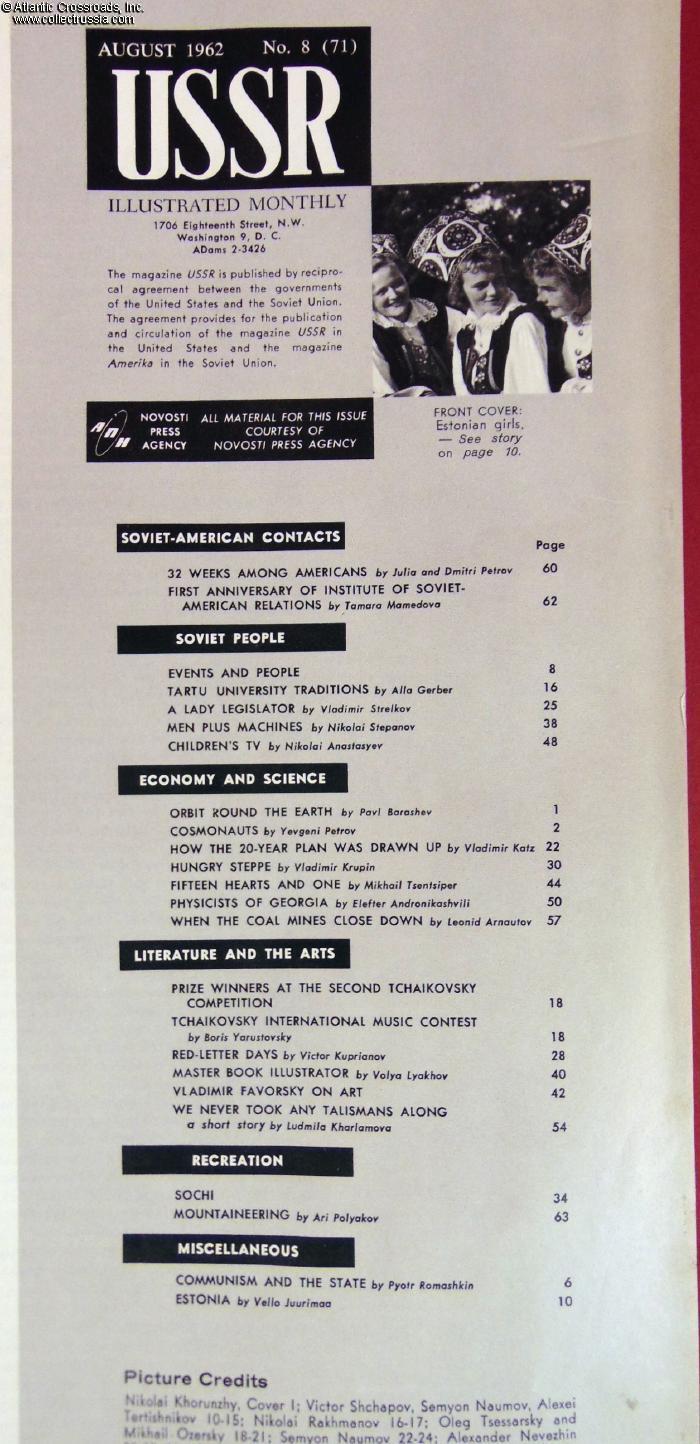 © Atlantic Crossroads, Inc.
www.collectrussia.com
AUGUST 1962 No. 8 (71)
USSR
ILLUSTRATED MONTHLY
1706 Eighteenth Street, N.W.
Washington 9, D. C.
ADams 2-3426
The magazine USSR is published by recipro-
cal agreement between the governments
of the United States and the Soviet Union.
The agreement provides for the publication
and circulation of the magazine USSR in
the United States and the magazine
Amerika in the Soviet Union.
АПН
NOVOSTI
PRESS
AGENCY
ALL MATERIAL FOR THIS ISSUE
COURTESY OF
NOVOSTI PRESS AGENCY
FRONT COVER:
Estonian girls.
— See story
on page 10.
SOVIET-AMERICAN CONTACTS
Page
32 WEEKS AMONG AMERICANS by Julia and Dmitri Petrov 60
FIRST ANNIVERSARY OF INSTITUTE OF SOVIET-
AMERICAN RELATIONS by Tamara Mamedova 62
SOVIET PEOPLE
EVENTS AND PEOPLE 8
TARTU UNIVERSITY TRADITIONS by Alla Gerber 16
A LADY LEGISLATOR by Vladimir Strelkov 25
MEN PLUS MACHINES by Nikolai Stepanov 38
CHILDREN'S TV by Nikolai Anastasyev 48
ECONOMY AND SCIENCE
ORBIT ROUND THE EARTH by Pavl Barashev 1
COSMONAUTS by Yevgeni Petrov 2
HOW THE 20-YEAR PLAN WAS DRAWN UP by Vladimir Katz 22
HUNGRY STEPPE by Vladimir Krupin 30
FIFTEEN HEARTS AND ONE by Mikhail Tsentsiper 44
PHYSICISTS OF GEORGIA by Elefter Andronikashvili 50
WHEN THE COAL MINES CLOSE DOWN by Leonid Arnautov 57
LITERATURE AND THE ARTS
PRIZE WINNERS AT THE SECOND TCHAIKOVSKY
COMPETITION 18
TCHAIKOVSKY INTERNATIONAL MUSIC CONTEST
by Boris Yarustovsky 18
RED-LETTER DAYS by Victor Kuprianov 28
MASTER BOOK ILLUSTRATOR by Volya Lyakhov 40
VLADIMIR FAVORSKY ON ART 42
WE NEVER TOOK ANY TALISMANS ALONG
a short story by Ludmila Kharlamova 54
RECREATION
SOCHI 34
MOUNTAINEERING by Ari Polyakov 63
MISCELLANEOUS
COMMUNISM AND THE STATE by Pyotr Romashkin 6
ESTONIA by Vello Juurimaa 10
Picture Credits
Nikolai Khorunzhy, Cover I; Victor Shchapov, Semyon Naumov, Alexei
Tertishnikov 10-15; Nikolai Rakhmanov 16-17; Oleg Tsessarsky and
Mikhail Ozersky 18-21; Semyon Naumov 22-24; Alexander Nevezhin